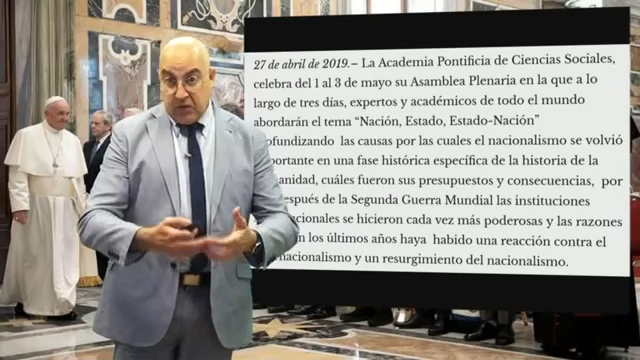 27 de abril de 2019.– La Academia Pontificia de Ciencias Sociales,
celebra del 1 al 3 de mayo su Asamblea Plenaria en la que a lo
largo de tres días, expertos y académicos de todo el mundo
abordarán el tema “Nación, Estado, Estado-Nación”
ofundizando las causas por las cuales el nacionalismo se volvió
portante en una fase histórica específica de la historia de la
anidad, cuáles fueron sus presupuestos y consecuencias, por
espués de la Segunda Guerra Mundial las instituciones
nacionales se hicieron cada vez más poderosas y las razones
n los últimos años haya habido una reacción contra el
nacionalismo y un resurgimiento del nacionalismo.